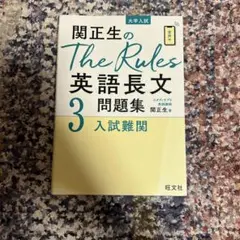 大学入試
関正生の
The Rules
英語長文
問題集
3
入試難関
関正生 著
旺文社